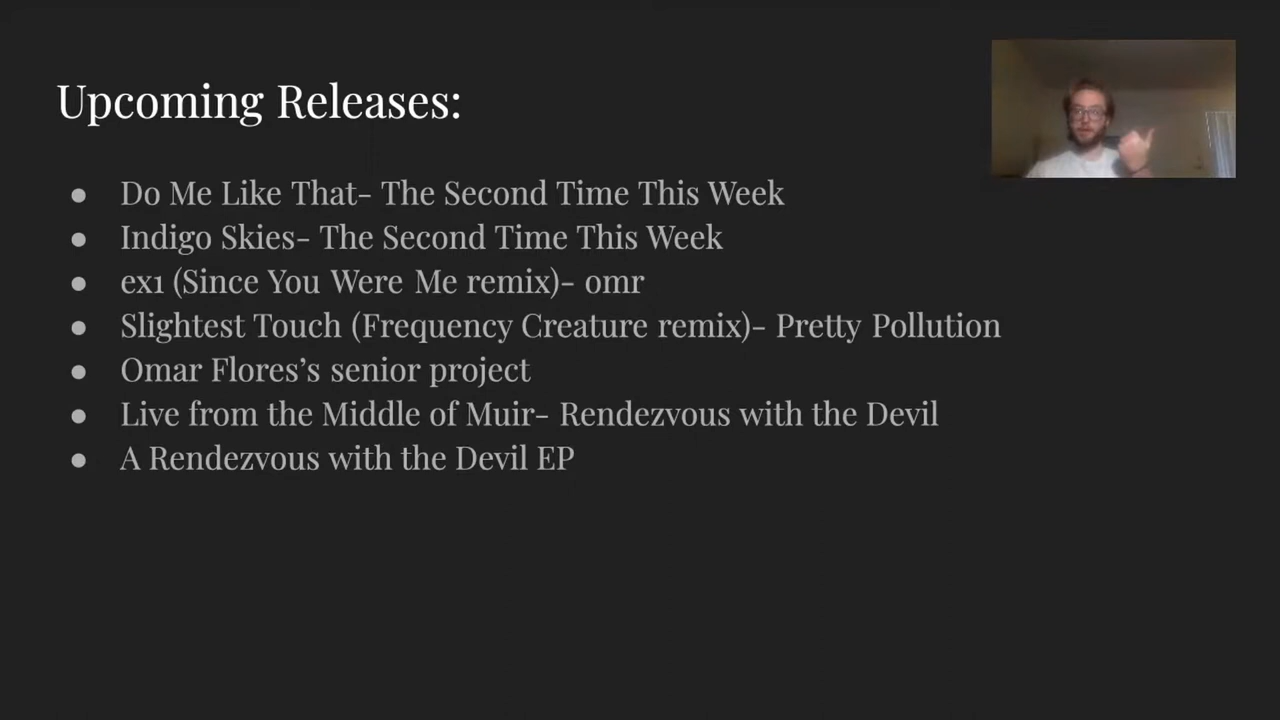 Upcoming Releases:
● Do Me Like That- The Second Time This Week
● Indigo Skies- The Second Time This Week
● ex1 (Since You Were Me remix)- omr
● Slightest Touch (Frequency Creature remix)- Pretty Pollution
● Omar Flores’s senior project
● Live from the Middle of Muir- Rendezvous with the Devil
● A Rendezvous with the Devil EP